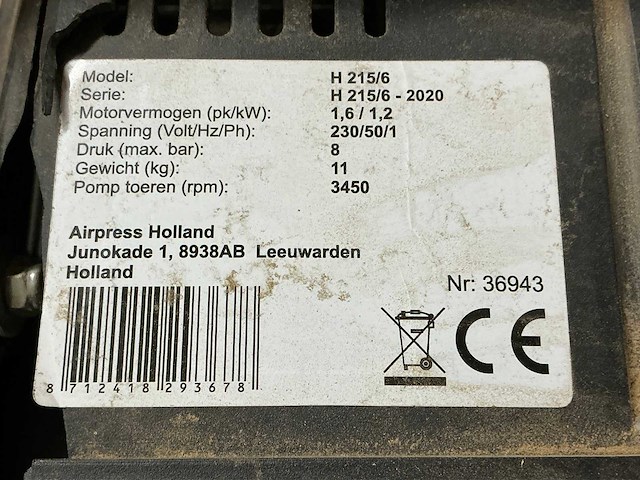 Model: H 215/6
Serie: H 215/6 - 2020
Motorvermogen (pk/kW): 1,6 / 1,2
Spanning (Volt/Hz/Ph): 230/50/1
Druk (max. bar): 8
Gewicht (kg): 11
Pomp toeren (rpm): 3450
Airpress Holland
Junokade 1, 8938AB Leeuwarden
Holland
Nr: 36943
CE
8 712418 293678